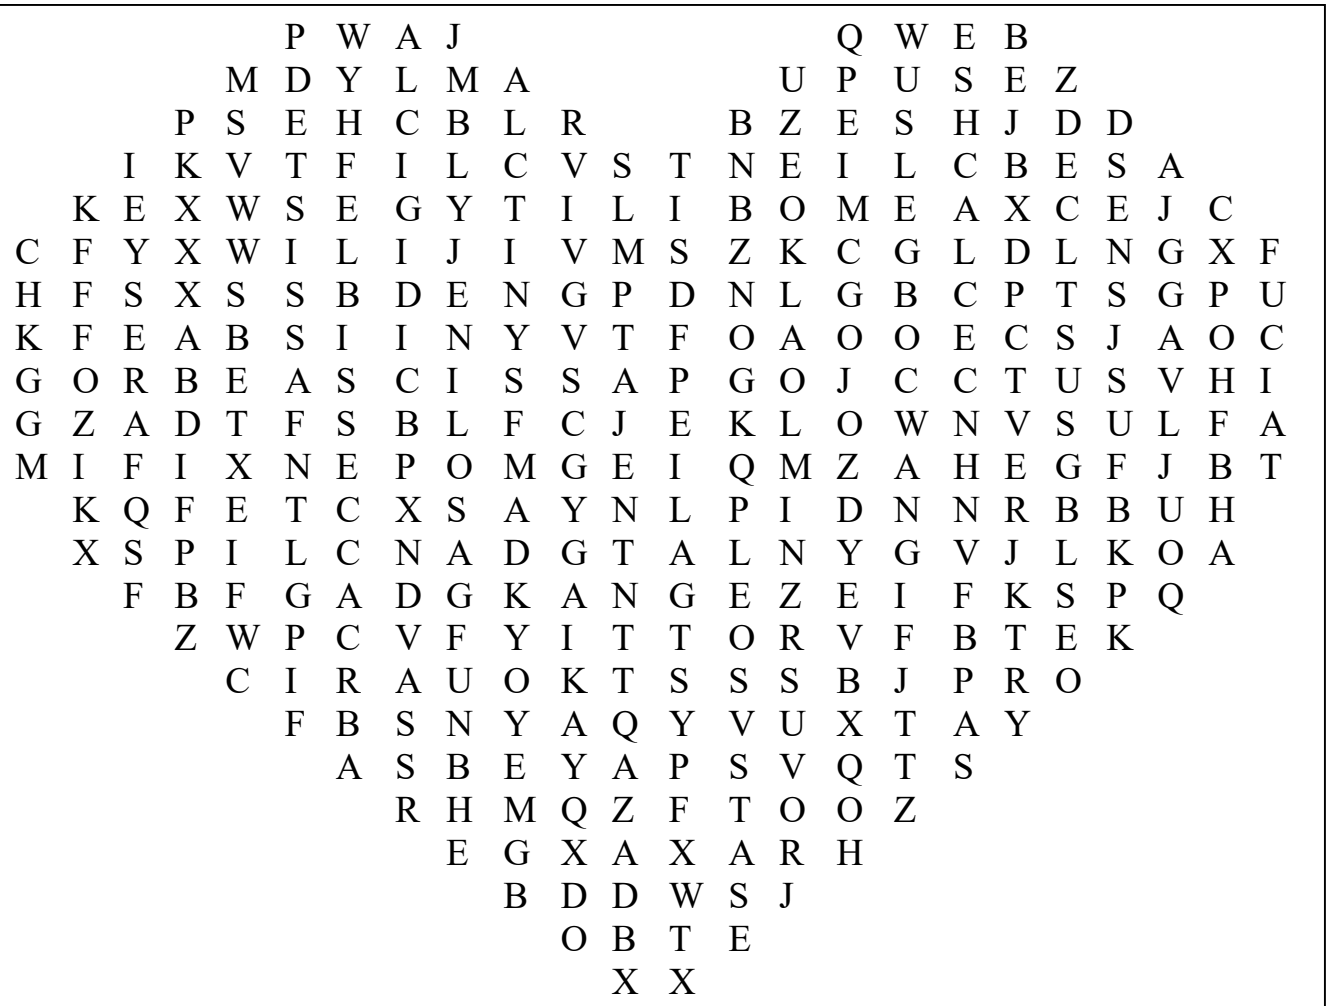 P W A J Q W E B
M D Y L M A U P U S E Z
P S E H C B L R B Z E S H J D D
I K V T F I L C V S T N E I L C B E S A
K E X W S E G Y T I L I B O M E A X C E J C
C F Y X W I L I J I V M S Z K C G L D L N G X F
H F S X S S B D E N G P D N L G B C P T S G P U
K F E A B S I I N Y V T F O A O O E C S J A O C
G O R B E A S C I S S A P G O J C C T U S V H I
G Z A D T F S B L F C J E K L O W N V S U L F A
M I F I X N E P O M G E I Q M Z A H E G F J B T
K Q F E T C X S A Y N L P I D N N R B B U H
X S P I L C N A D G T A L N Y G V J L K O A
F B F G A D G K A N G E Z E I F K S P Q
Z W P C V F Y I T T O R V F B T E K
C I R A U O K T S S S B J P R O
F B S N Y A Q Y V U X T A Y
A S B E Y A P S V Q T S
R H M Q Z F T O O Z
E G X A X A R H
B D D W S J
O B T E
X X